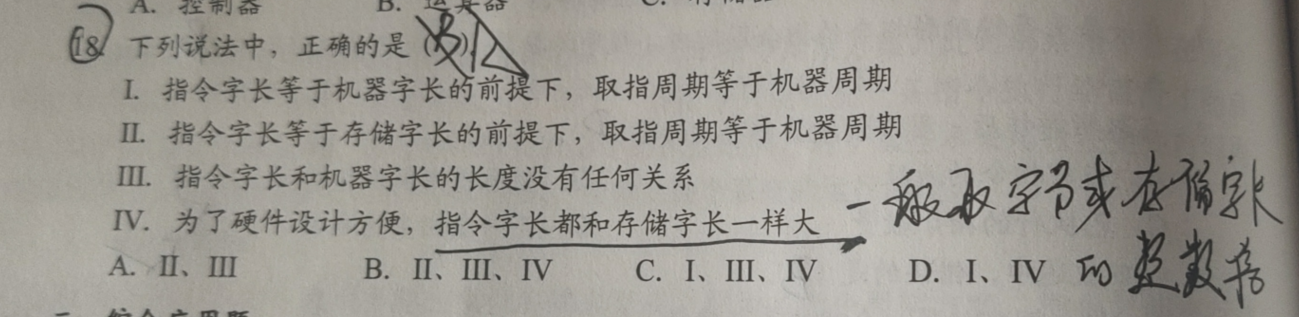 A. 控制器 B. 运算器 C.
18 下列说法中，正确的是（B）A
I. 指令字长等于机器字长的前提下，取指周期等于机器周期
II. 指令字长等于存储字长的前提下，取指周期等于机器周期
III. 指令字长和机器字长的长度没有任何关系
IV. 为了硬件设计方便，指令字长都和存储字长一样大
一般取字节或存储字长
的整数倍
A. II、III B. II、III、IV C. I、III、IV D. I、IV